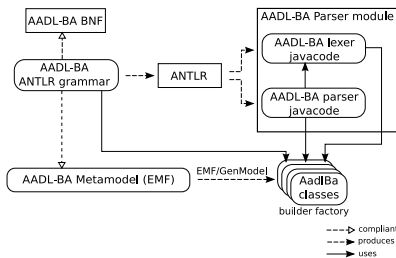 AADL-BA BNF
AADL-BA Parser module
AADL-BA lexer
javacode
AADL-BA
ANTLR grammar
ANTLR
AADL-BA parser
javacode
AADL-BA Metamodel (EMF)
EMF/GenModel
AadlBa
classes
builder factory
compliant
produces
uses